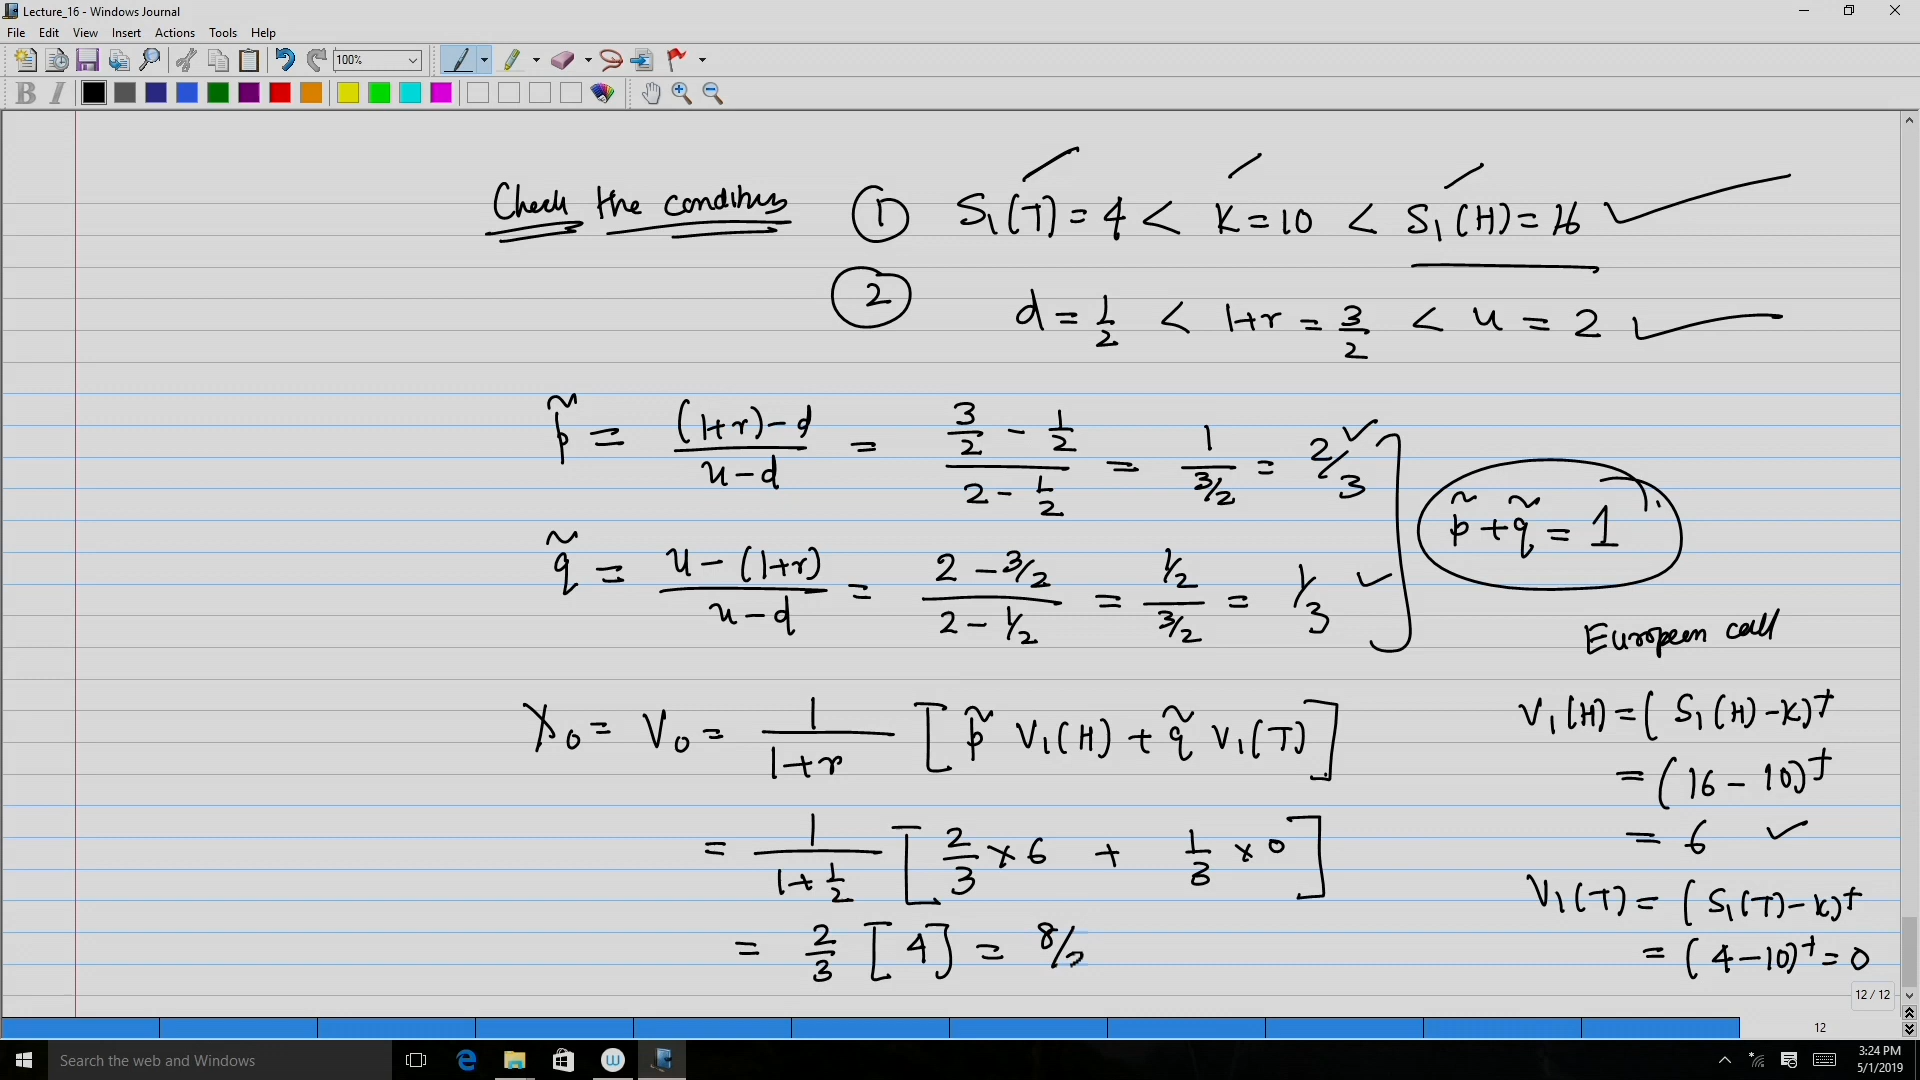 Lecture_16 - Windows Journal
File Edit View Insert Actions Tools Help
100%
B I
Check the conditions ① S₁(T) = 4 < K = 10 < S₁(H) = 16
② d = 1/2 < 1+r = 3/2 < u = 2
p̃ = ((1+r) - d)/(u - d) = (3/2 - 1/2)/(2 - 1/2) = 1/(3/2) = 2/3
p̃ + q̃ = 1
q̃ = (u - (1+r))/(u - d) = (2 - 3/2)/(2 - 1/2) = (1/2)/(3/2) = 1/3
European call
X₀ = V₀ = 1/(1+r) [p̃ V₁(H) + q̃ V₁(T)]
V₁(H) = (S₁(H) - K)⁺
= (16 - 10)⁺
= 6
= 1/(1+1/2) [2/3 × 6 + 1/3 × 0]
V₁(T) = (S₁(T) - K)⁺
= 2/3 [4] = 8/
= (4 - 10)⁺ = 0
12 / 12
12
Search the web and Windows
3:24 PM
5/1/2019